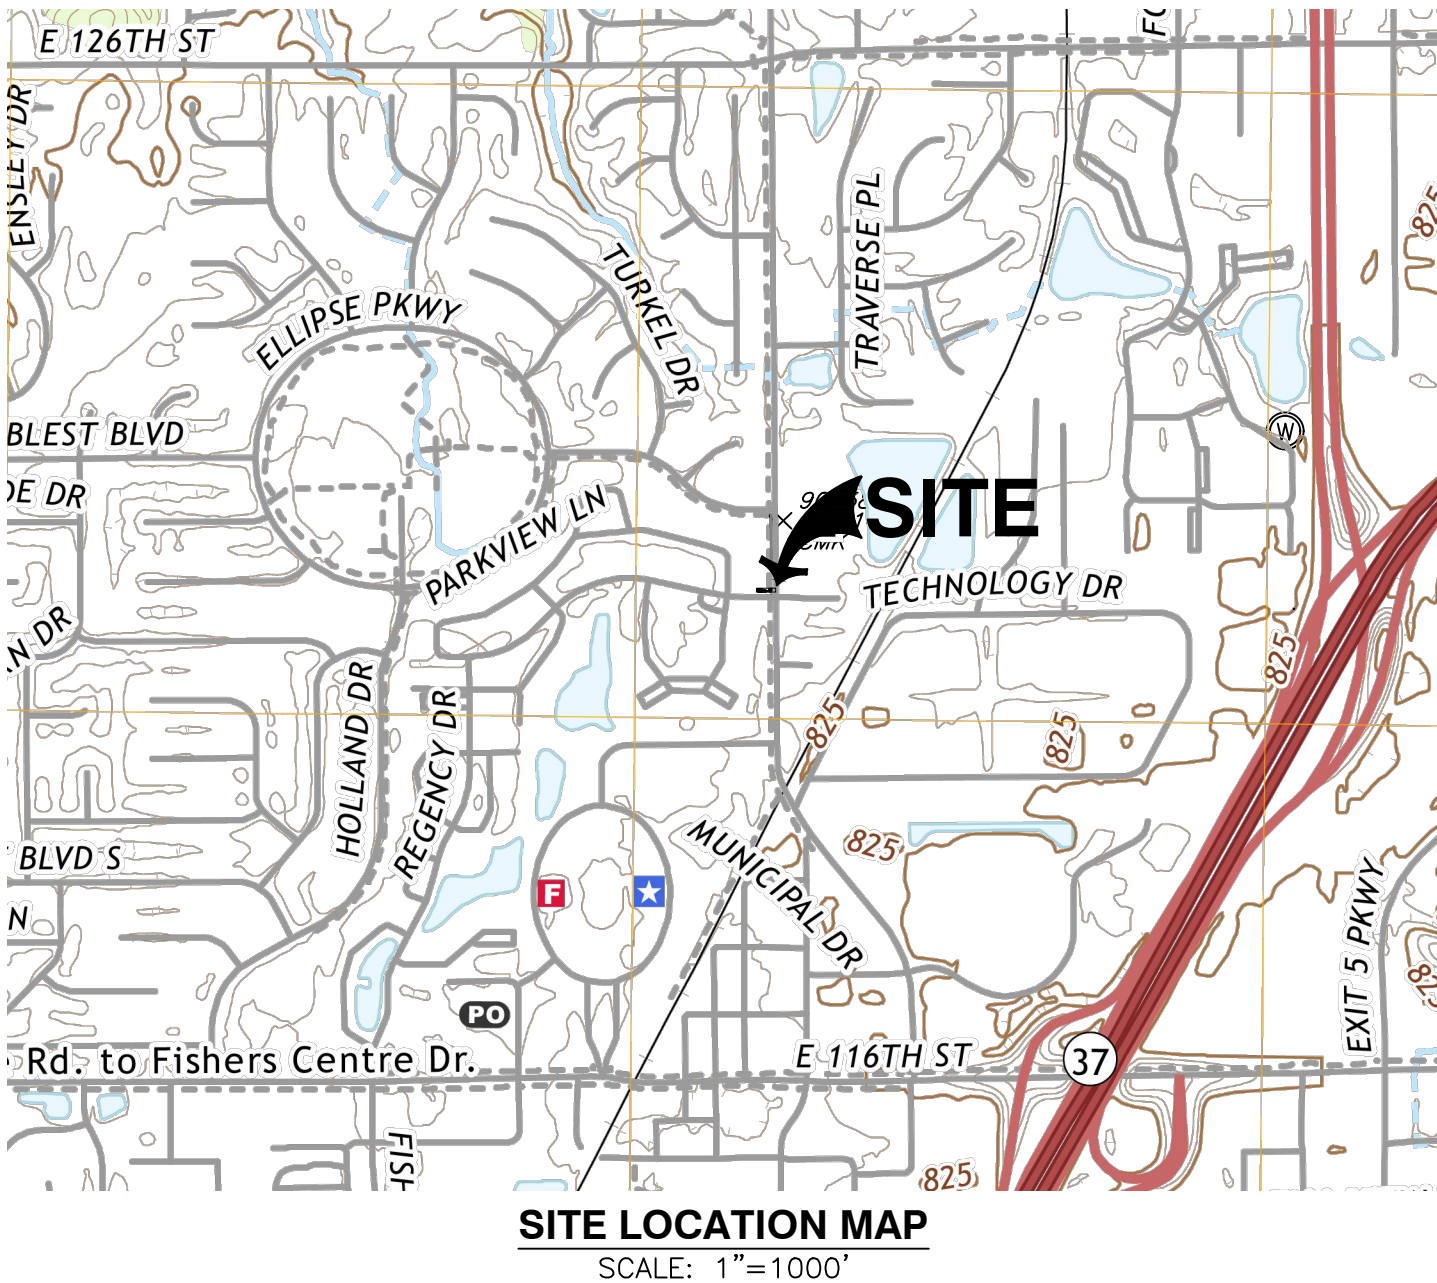 E 126TH ST
ENSLEY DR
TRAVERSE PL
825
TURKEL DR
ELLIPSE PKWY
BLEST BLVD
W
DE DR
SITE
PARKVIEW LN
TECHNOLOGY DR
825
HOLLAND DR
REGENCY DR
825
825
MUNICIPAL DR
825
BLVD S
F
N
EXIT 5 PKWY
PO
Rd. to Fishers Centre Dr.
E 116TH ST
37
FISH
825
SITE LOCATION MAP
SCALE: 1"=1000'